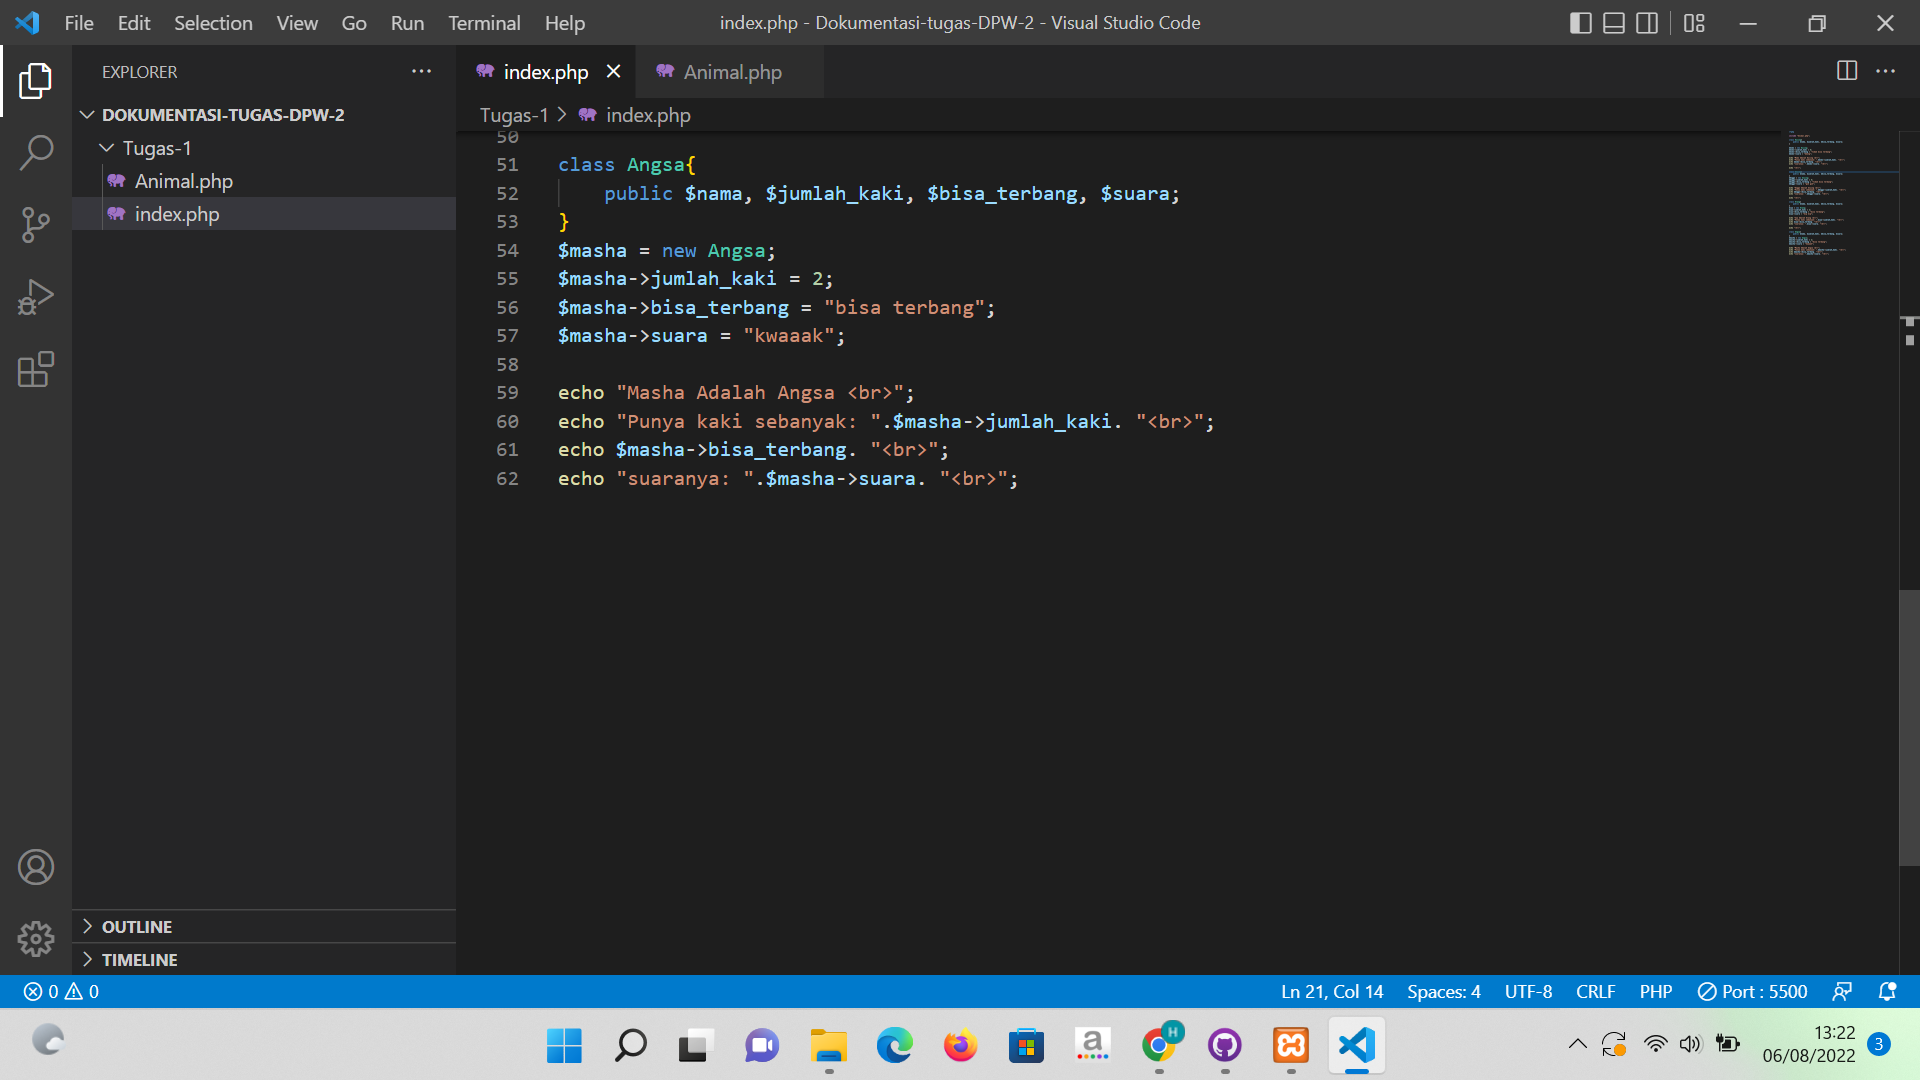 File Edit Selection View Go Run Terminal Help
index.php - Dokumentasi-tugas-DPW-2 - Visual Studio Code
EXPLORER
DOKUMENTASI-TUGAS-DPW-2
Tugas-1
Animal.php
index.php
OUTLINE
TIMELINE
index.php Animal.php
Tugas-1 > index.php
50
51 class Angsa{
52 public $nama, $jumlah_kaki, $bisa_terbang, $suara;
53 }
54 $masha = new Angsa;
55 $masha->jumlah_kaki = 2;
56 $masha->bisa_terbang = "bisa terbang";
57 $masha->suara = "kwaaak";
58
59 echo "Masha Adalah Angsa <br>";
60 echo "Punya kaki sebanyak: ".$masha->jumlah_kaki. "<br>";
61 echo $masha->bisa_terbang. "<br>";
62 echo "suaranya: ".$masha->suara. "<br>";
0 0
Ln 21, Col 14 Spaces: 4 UTF-8 CRLF PHP Port : 5500
a
H
13:22
06/08/2022
3